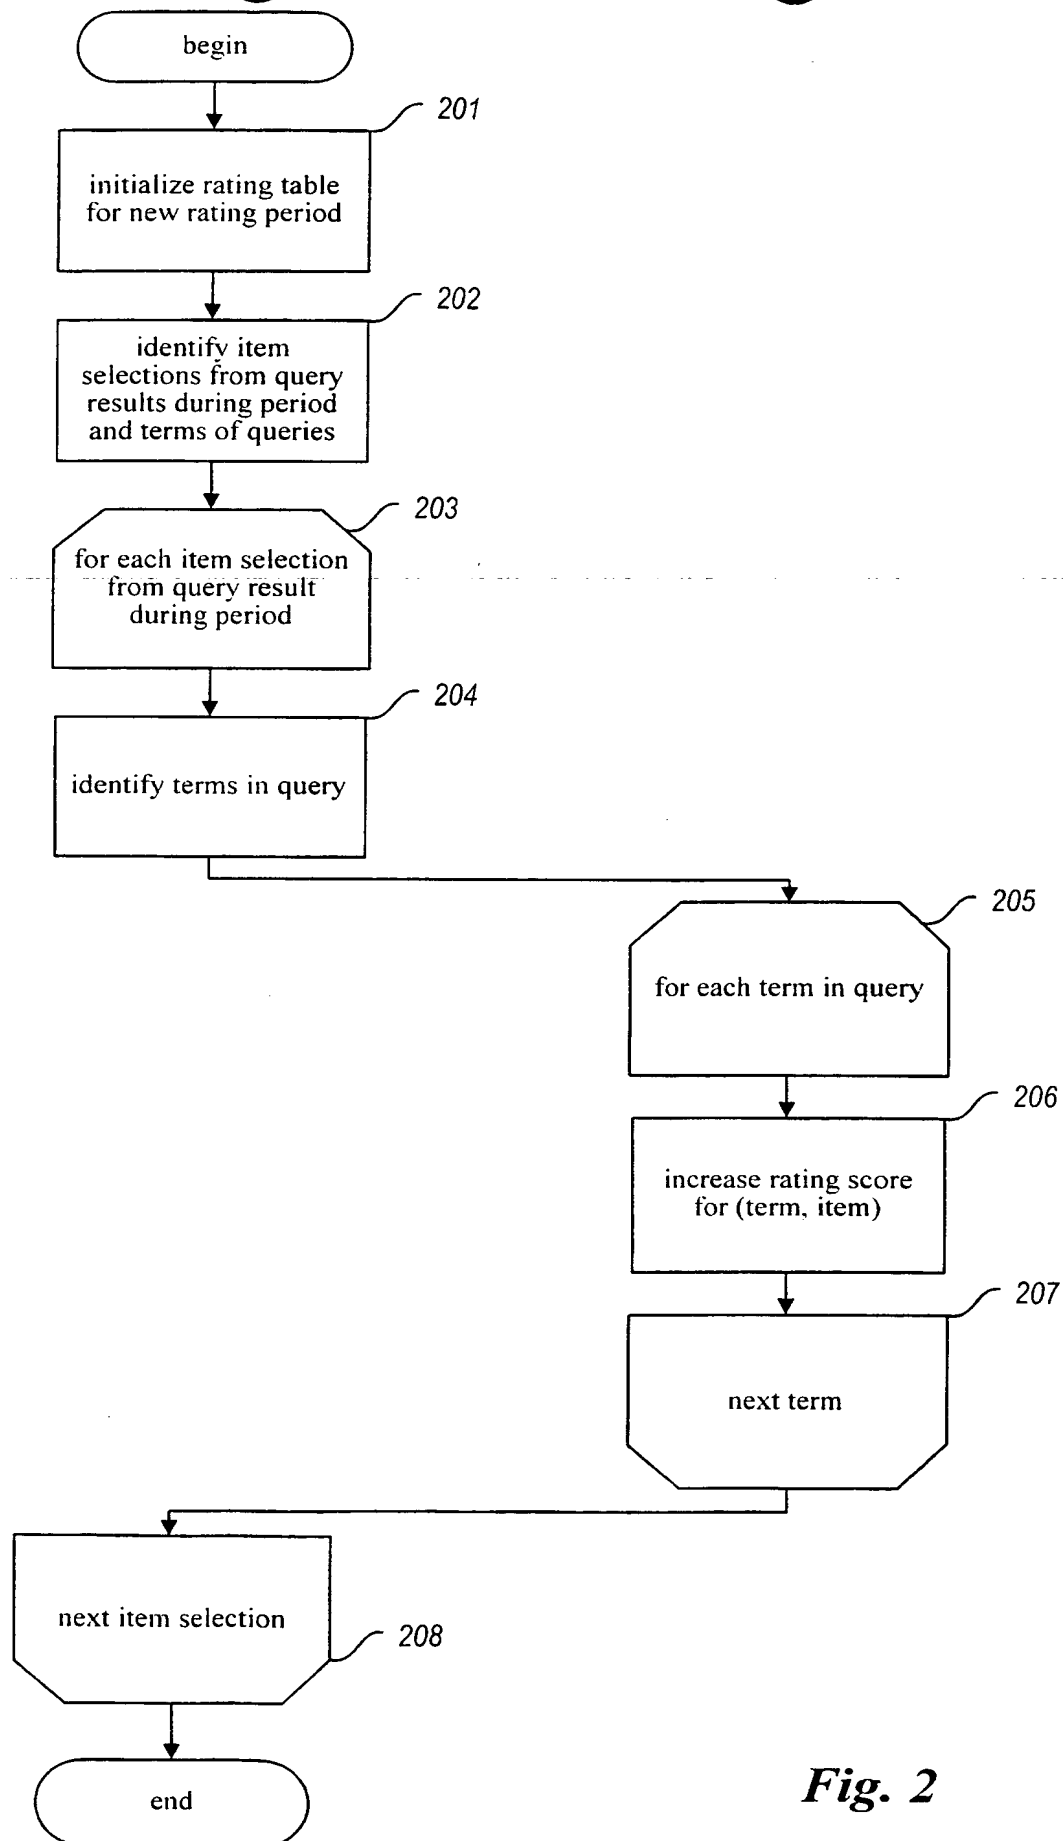 begin
201
initialize rating table
for new rating period
202
identify item
selections from query
results during period
and terms of queries
203
for each item selection
from query result
during period
204
identify terms in query
205
for each term in query
206
increase rating score
for (term, item)
207
next term
next item selection
208
end
Fig. 2